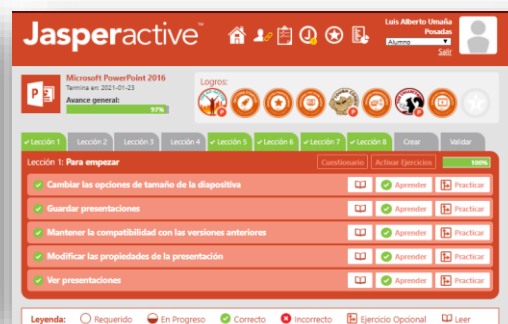 Jasperactive™
Luis Alberto Umaña
Posadas
Alumno
Salir
Microsoft PowerPoint 2016
Termina en: 2021-01-23
Avance general:
97%
Logros:
Lección 1 Lección 2 Lección 3 Lección 4 Lección 5 Lección 6 Lección 7 Lección 8 Crear Validar
Lección 1: Para empezar Cuestionario Activar Ejercicios 100%
Cambiar las opciones de tamaño de la diapositiva Aprender Practicar
Guardar presentaciones Aprender Practicar
Mantener la compatibilidad con las versiones anteriores Aprender Practicar
Modificar las propiedades de la presentación Aprender Practicar
Ver presentaciones Aprender Practicar
Leyenda: Requerido En Progreso Correcto Incorrecto Ejercicio Opcional Leer